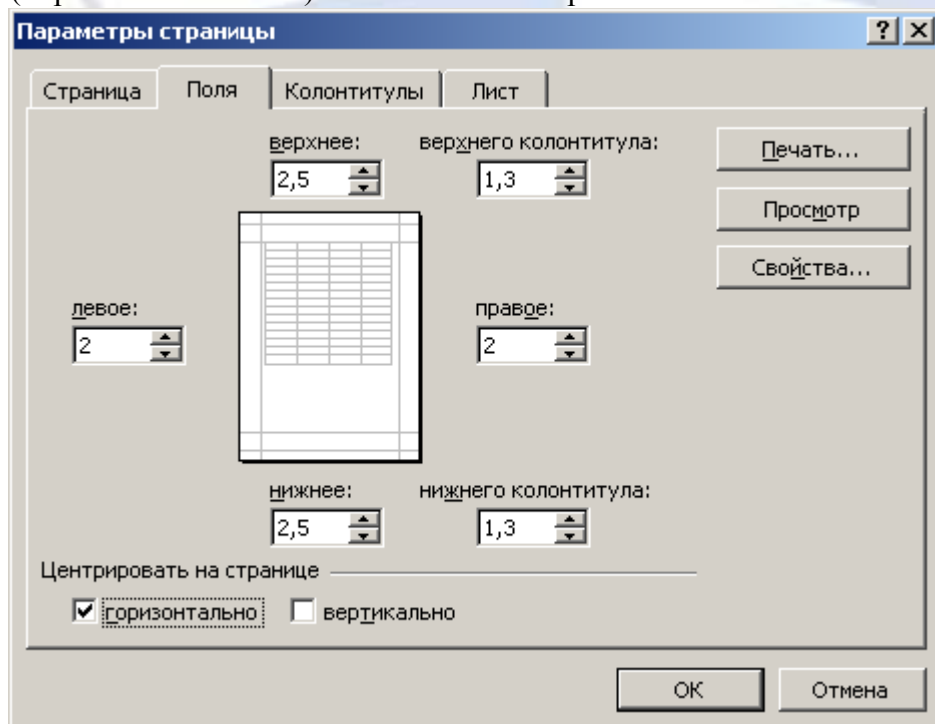 Параметры страницы
Страница Поля Колонтитулы Лист
верхнее: верхнего колонтитула:
2,5 1,3
Печать...
Просмотр
Свойства...
левое: правое:
2 2
нижнее: нижнего колонтитула:
2,5 1,3
Центрировать на странице
горизонтально вертикально
ОК Отмена